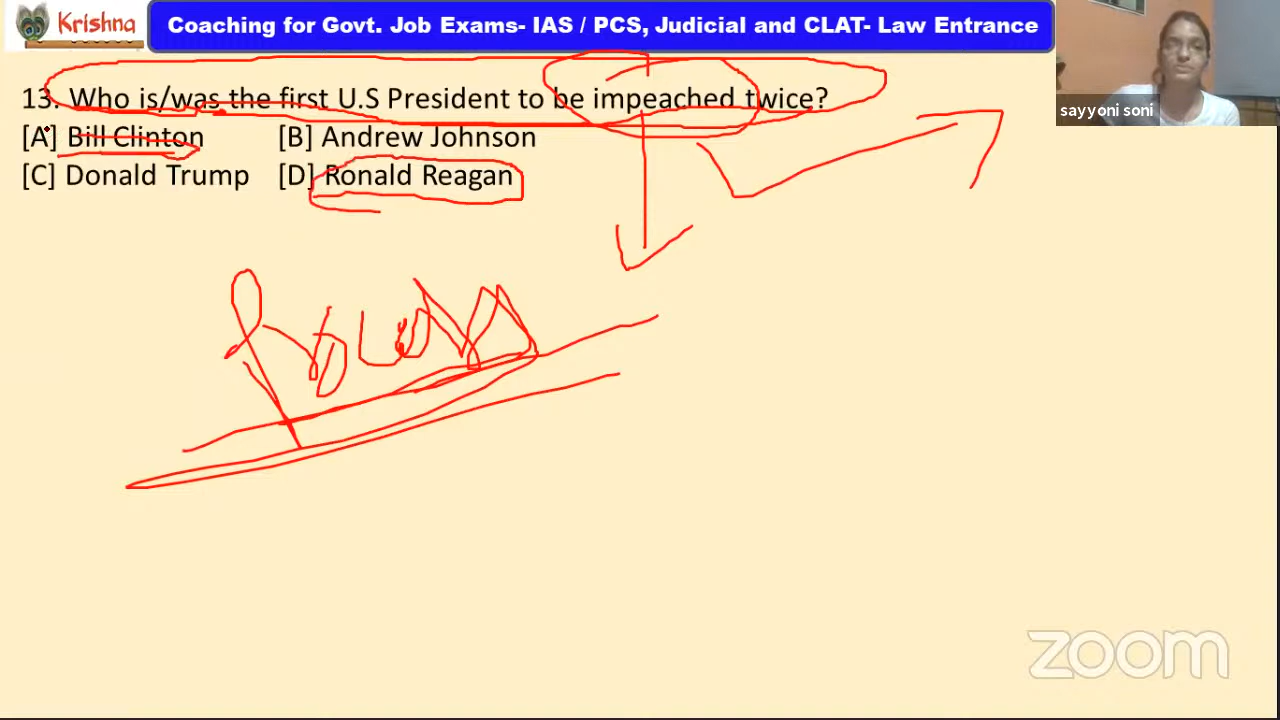 Krishna
Coaching for Govt. Job Exams- IAS / PCS, Judicial and CLAT- Law Entrance
sayyoni soni
13. Who is/was the first U.S President to be impeached twice?
[A] Bill Clinton [B] Andrew Johnson
[C] Donald Trump [D] Ronald Reagan
zoom